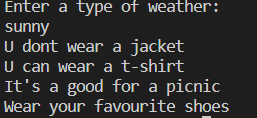 Enter a type of weather:
sunny
U dont wear a jacket
U can wear a t-shirt
It's a good for a picnic
Wear your favourite shoes